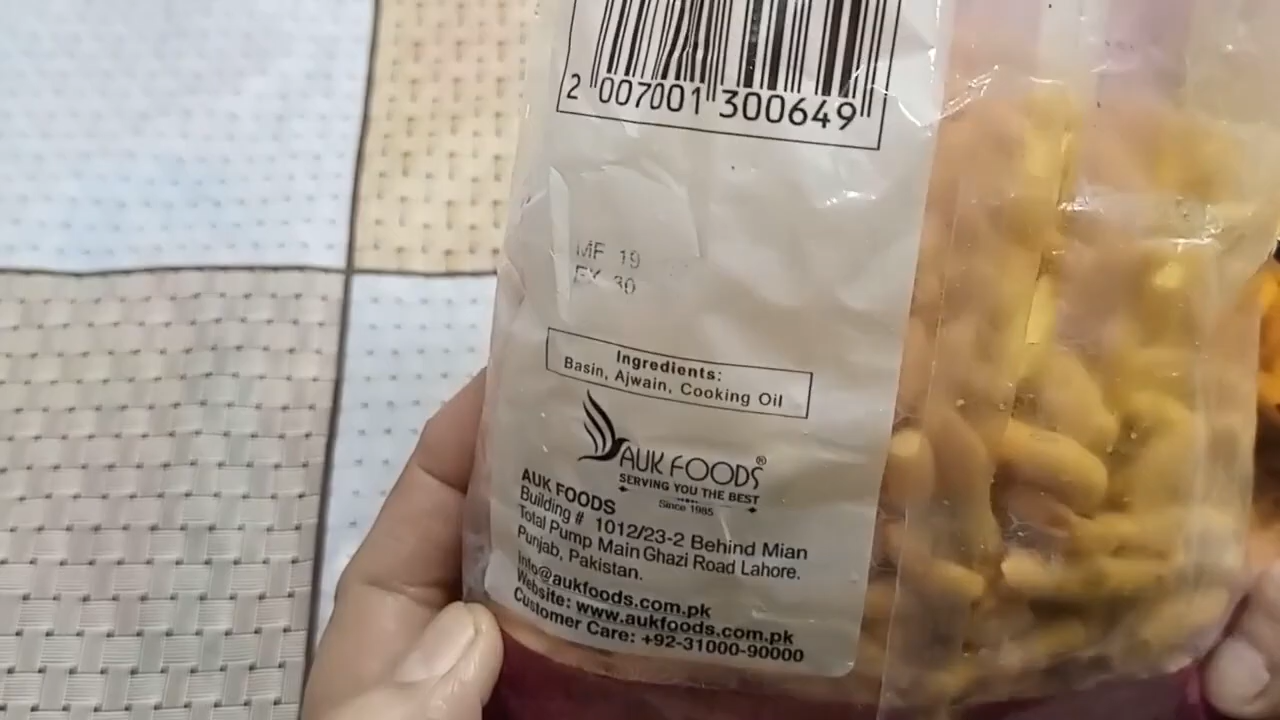 2 007001 300649
MF 19
EX 30
Ingredients:
Basin, Ajwain, Cooking Oil
AUK FOODS®
SERVING YOU THE BEST
Since 1985
AUK FOODS
Building # 1012/23-2 Behind Mian
Total Pump Main Ghazi Road Lahore.
Punjab, Pakistan.
Info@aukfoods.com.pk
Website: www.aukfoods.com.pk
Customer Care: +92-31000-90000